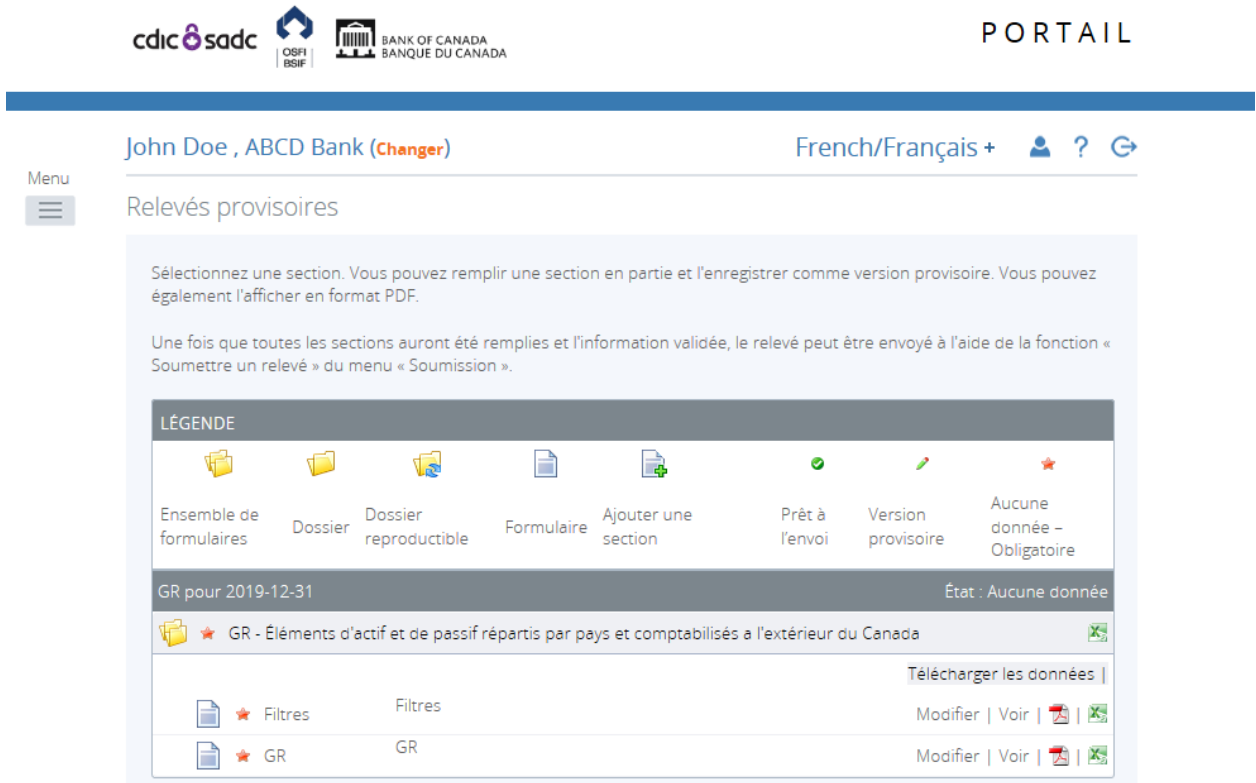 cdic sadc
OSFI
BSIF
BANK OF CANADA
BANQUE DU CANADA
PORTAIL
John Doe , ABCD Bank (Changer)
French/Français +
?
Menu
Relevés provisoires
Sélectionnez une section. Vous pouvez remplir une section en partie et l'enregistrer comme version provisoire. Vous pouvez
également l'afficher en format PDF.
Une fois que toutes les sections auront été remplies et l'information validée, le relevé peut être envoyé à l'aide de la fonction «
Soumettre un relevé » du menu « Soumission ».
LÉGENDE
Ensemble de
formulaires
Dossier
Dossier
reproductible
Formulaire
Ajouter une
section
Prêt à
l'envoi
Version
provisoire
Aucune
donnée –
Obligatoire
GR pour 2019-12-31
État : Aucune donnée
GR - Éléments d'actif et de passif répartis par pays et comptabilisés a l'extérieur du Canada
Télécharger les données |
Filtres
Filtres
Modifier | Voir | |
GR
GR
Modifier | Voir | |